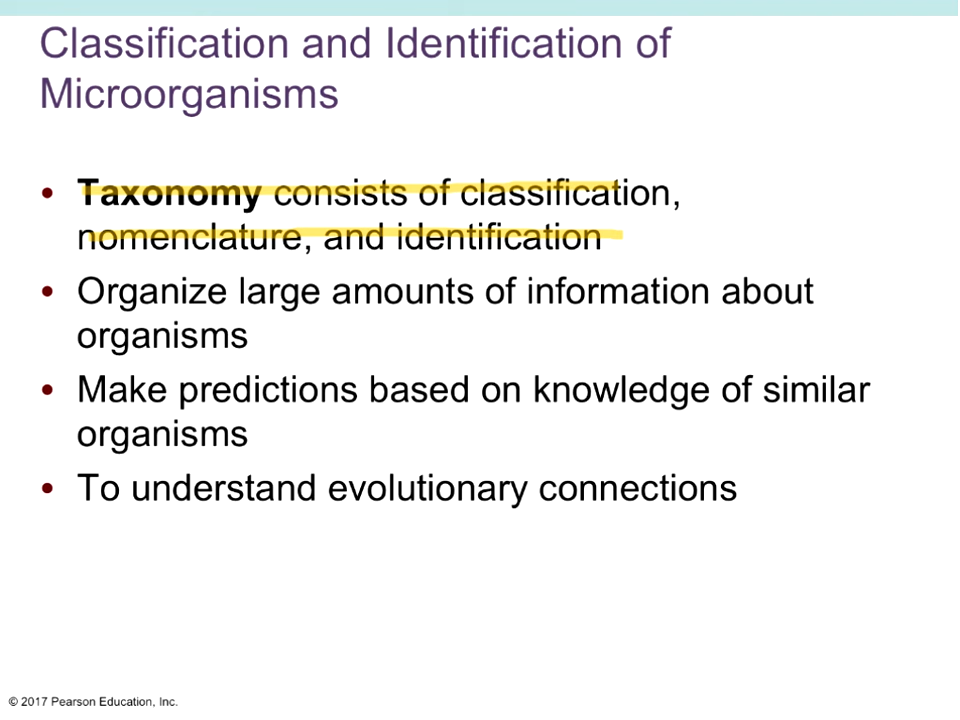 Classification and Identification of
Microorganisms
• Taxonomy consists of classification,
nomenclature, and identification
• Organize large amounts of information about
organisms
• Make predictions based on knowledge of similar
organisms
• To understand evolutionary connections
© 2017 Pearson Education, Inc.